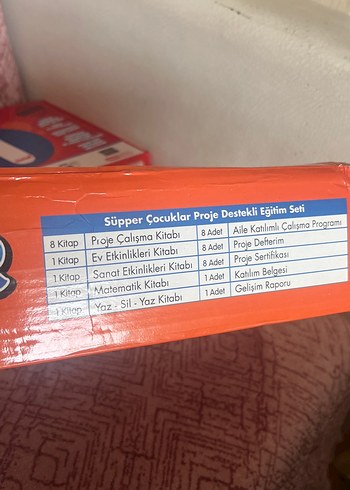 Süpper Çocuklar Proje Destekli Eğitim Seti
8 Kitap Proje Çalışma Kitabı 8 Adet Aile Katılımlı Çalışma Programı
1 Kitap Ev Etkinlikleri Kitabı 8 Adet Proje Defterim
1 Kitap Sanat Etkinlikleri Kitabı 8 Adet Proje Sertifikası
1 Kitap Matematik Kitabı 1 Adet Katılım Belgesi
1 Kitap Yaz - Sil - Yaz Kitabı 1 Adet Gelişim Raporu